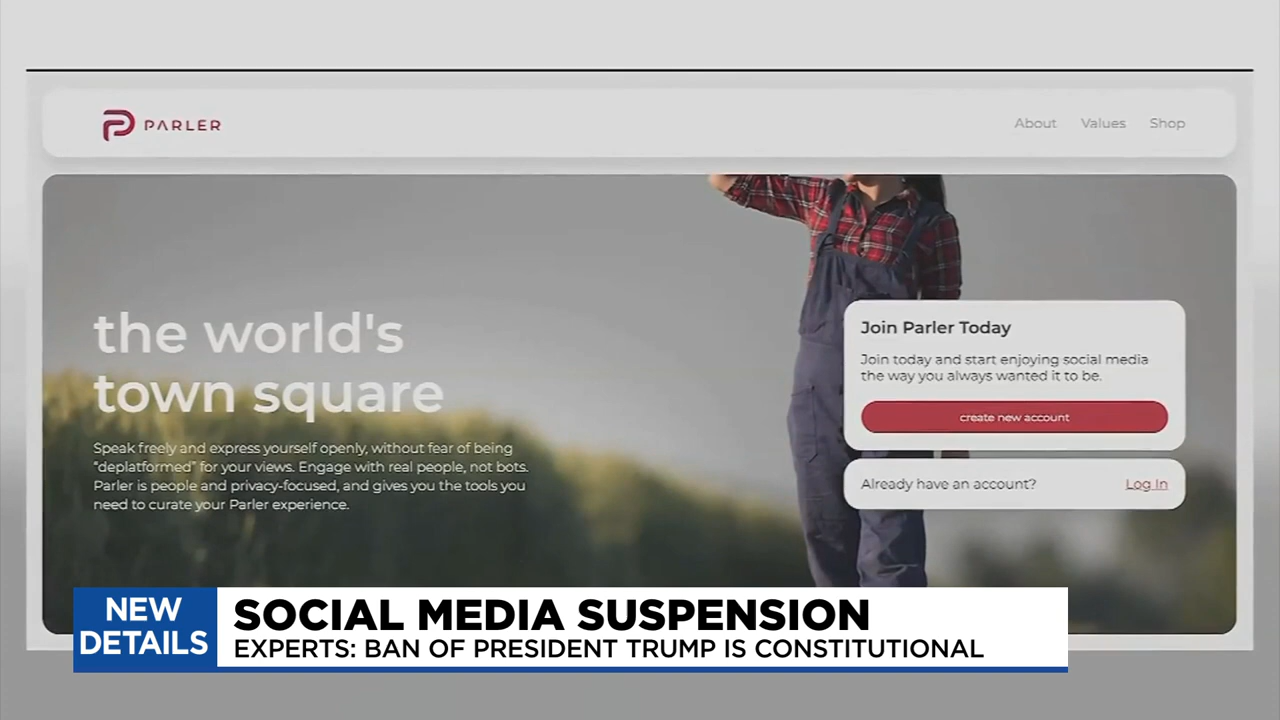 PARLER
About Values Shop
the world's
town square
Speak freely and express yourself openly, without fear of being
"deplatformed" for your views. Engage with real people, not bots.
Parler is people and privacy-focused, and gives you the tools you
need to curate your Parler experience.
Join Parler Today
Join today and start enjoying social media
the way you always wanted it to be.
create new account
Already have an account? Log In
NEW
DETAILS
SOCIAL MEDIA SUSPENSION
EXPERTS: BAN OF PRESIDENT TRUMP IS CONSTITUTIONAL